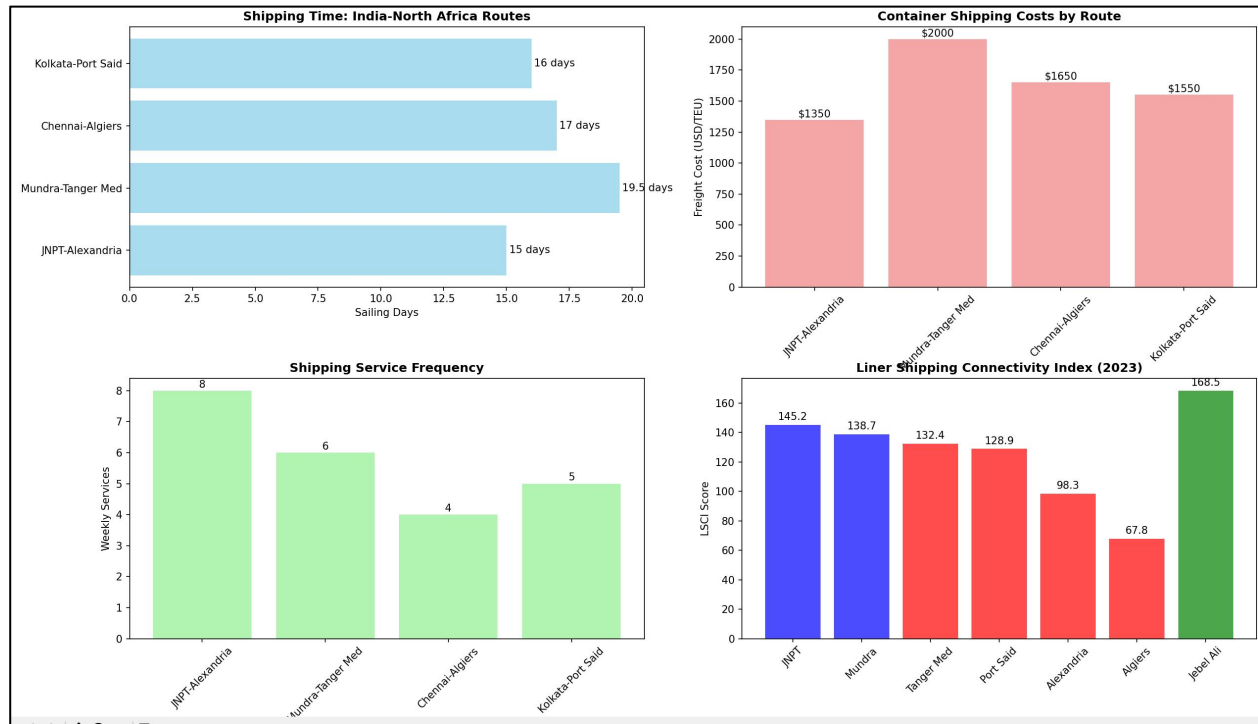 Shipping Time: India-North Africa Routes
Kolkata-Port Said
16 days
Chennai-Algiers
17 days
Mundra-Tanger Med
19.5 days
JNPT-Alexandria
15 days
0.0 2.5 5.0 7.5 10.0 12.5 15.0 17.5 20.0
Sailing Days
Container Shipping Costs by Route
Freight Cost (USD/TEU)
2000
1750
1500
1250
1000
750
500
250
0
$1350
$2000
$1650
$1550
JNPT-Alexandria
Mundra-Tanger Med
Chennai-Algiers
Kolkata-Port Said
Shipping Service Frequency
Weekly Services
8
7
6
5
4
3
2
1
0
8
6
4
5
JNPT-Alexandria
Mundra-Tanger Med
Chennai-Algiers
Kolkata-Port Said
Liner Shipping Connectivity Index (2023)
LSCI Score
160
140
120
100
80
60
40
20
0
145.2
138.7
132.4
128.9
98.3
67.8
168.5
JNPT
Mundra
Tanger Med
Port Said
Alexandria
Algiers
Jebel Ali